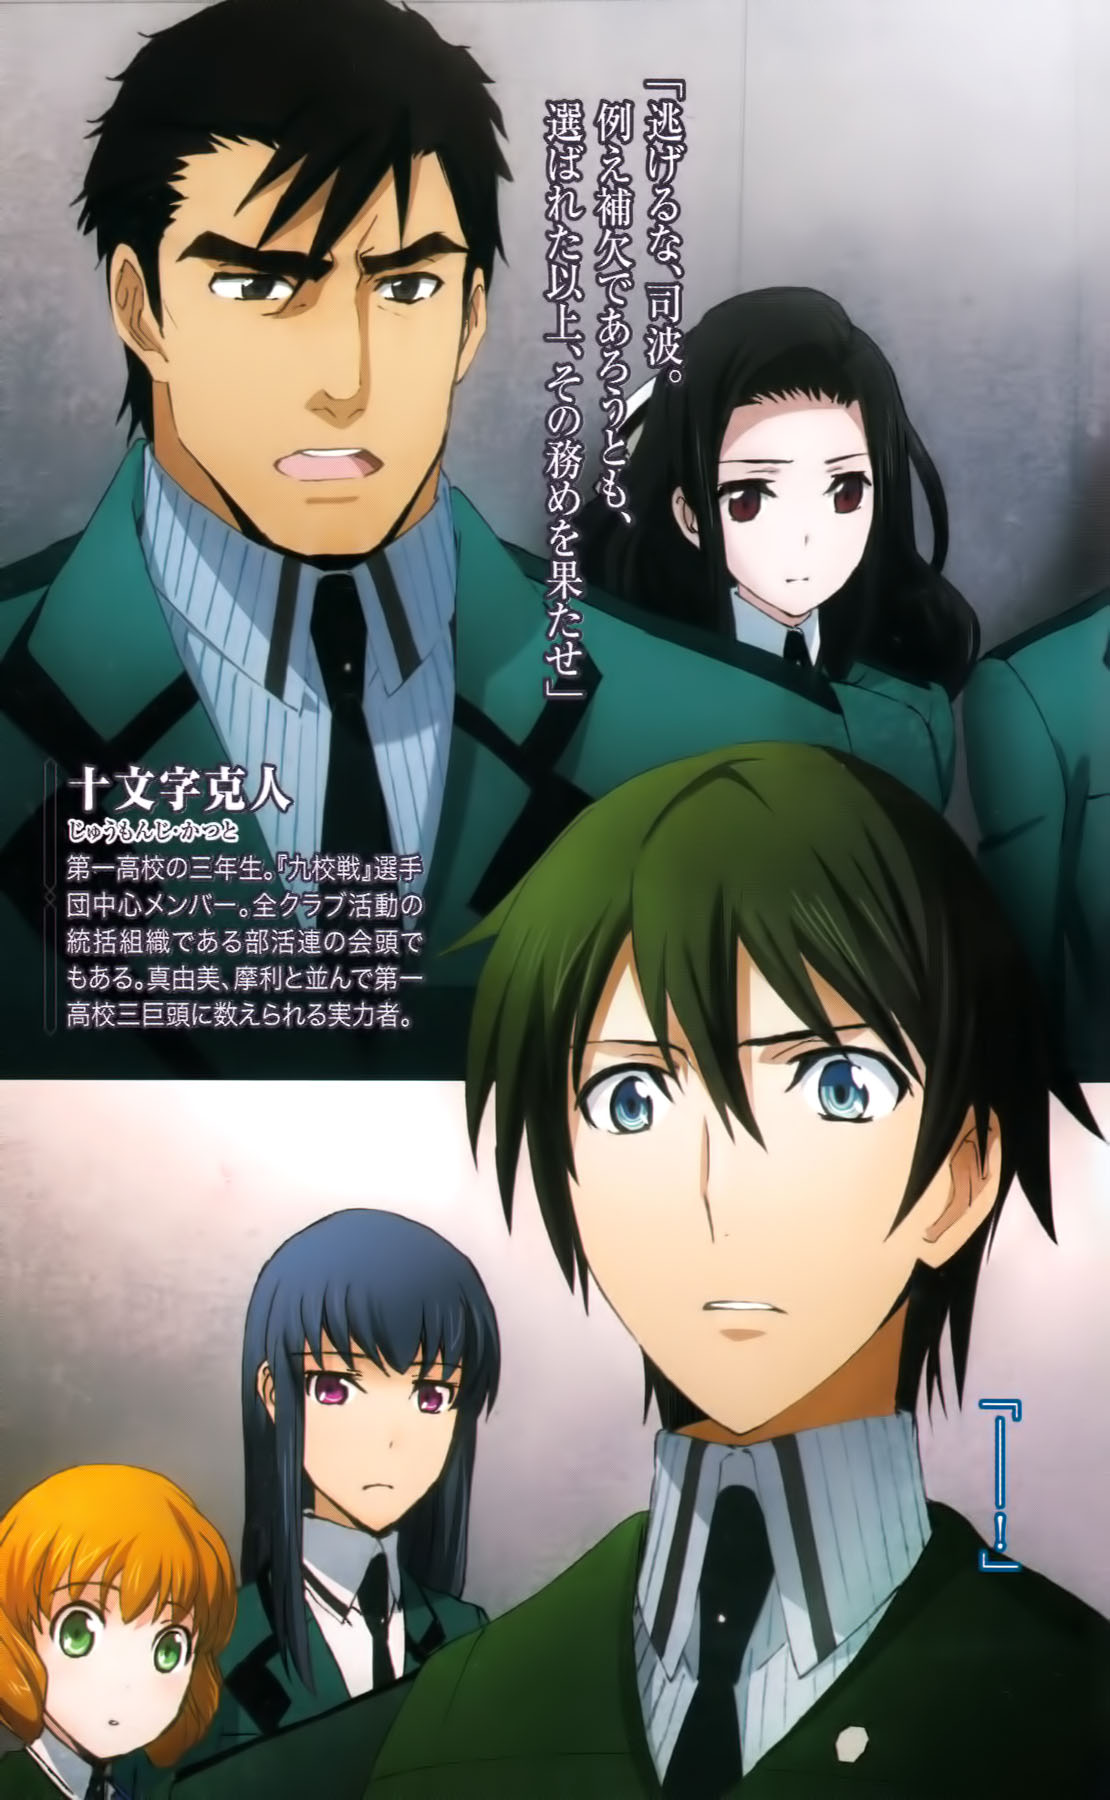 『逃げるな、司波。
例え補欠であろうとも、
選ばれた以上、その務めを果たせ』
十文字克人
じゅうもんじ・かつと
第一高校の三年生。『九校戦』選手
団中心メンバー。全クラブ活動の
統括組織である部活連の会頭で
もある。真由美、摩利と並んで第一
高校三巨頭に数えられる実力者。
『――！』